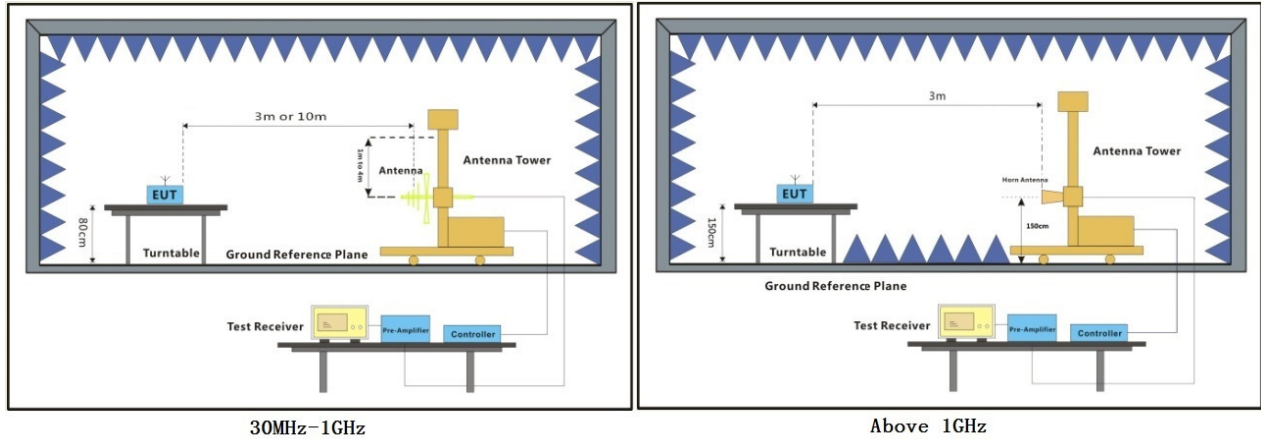 3m or 10m
1m to 4m
Antenna
Antenna Tower
EUT
80cm
Turntable
Ground Reference Plane
Test Receiver
Pre-Amplifier
Controller
30MHz-1GHz
3m
Antenna Tower
Horn Antenna
EUT
150cm
150cm
Turntable
Ground Reference Plane
Test Receiver
Pre-Amplifier
Controller
Above 1GHz